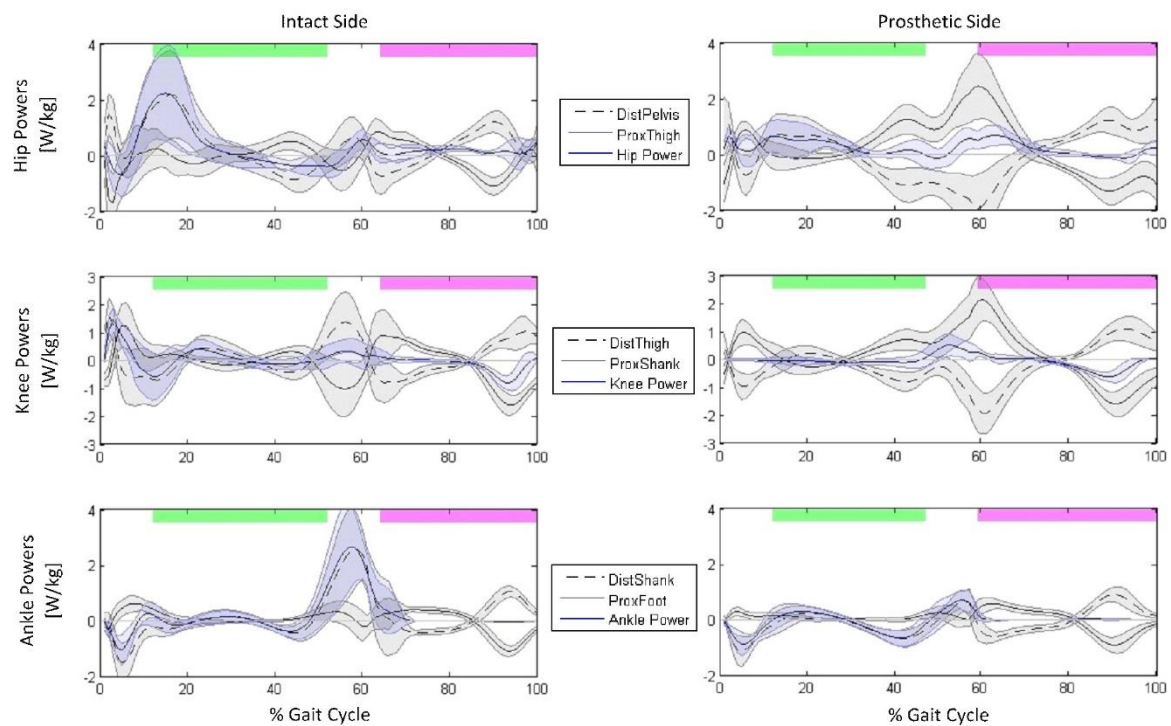 Intact Side
Prosthetic Side
Hip Powers
[W/kg]
4
2
0
-2
0 20 40 60 80 100
DistPelvis
ProxThigh
Hip Power
4
2
0
-2
0 20 40 60 80 100
Knee Powers
[W/kg]
3
2
1
0
-1
-2
-3
0 20 40 60 80 100
DistThigh
ProxShank
Knee Power
3
2
1
0
-1
-2
-3
0 20 40 60 80 100
Ankle Powers
[W/kg]
4
2
0
-2
0 20 40 60 80 100
DistShank
ProxFoot
Ankle Power
4
2
0
-2
0 20 40 60 80 100
% Gait Cycle
% Gait Cycle